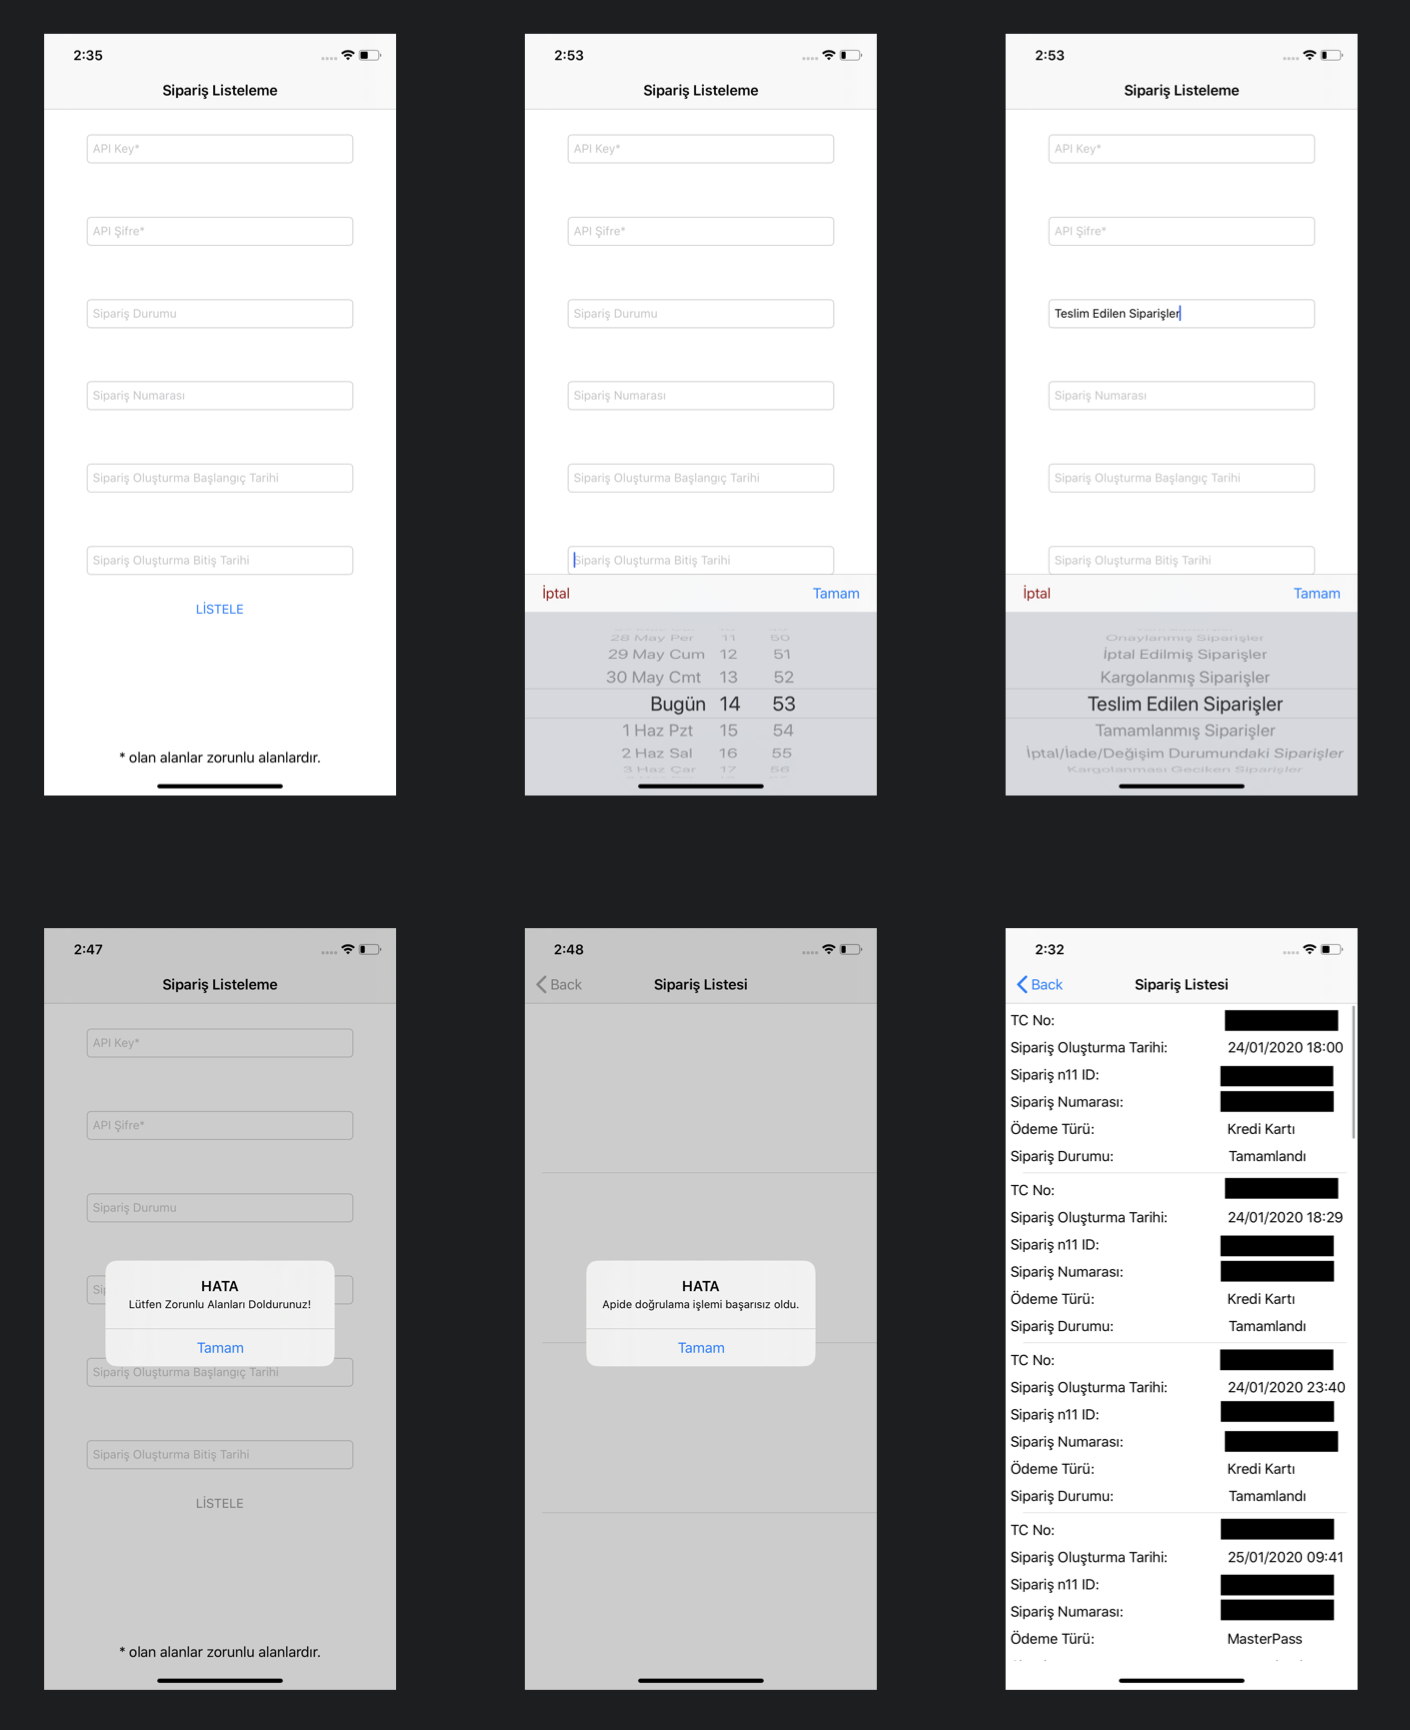 2:35
Sipariş Listeleme
API Key*
API Şifre*
Sipariş Durumu
Sipariş Numarası
Sipariş Oluşturma Başlangıç Tarihi
Sipariş Oluşturma Bitiş Tarihi
LİSTELE
* olan alanlar zorunlu alanlardır.
2:53
Sipariş Listeleme
API Key*
API Şifre*
Sipariş Durumu
Sipariş Numarası
Sipariş Oluşturma Başlangıç Tarihi
Sipariş Oluşturma Bitiş Tarihi
İptal Tamam
28 May Per 11 50
29 May Cum 12 51
30 May Cmt 13 52
Bugün 14 53
1 Haz Pzt 15 54
2 Haz Sal 16 55
3 Haz Çar 17 56
2:53
Sipariş Listeleme
API Key*
API Şifre*
Teslim Edilen Siparişler
Sipariş Numarası
Sipariş Oluşturma Başlangıç Tarihi
Sipariş Oluşturma Bitiş Tarihi
İptal Tamam
Onaylanmış Siparişler
İptal Edilmiş Siparişler
Kargolanmış Siparişler
Teslim Edilen Siparişler
Tamamlanmış Siparişler
İptal/İade/Değişim Durumundaki Siparişler
Kargolanması Geciken Siparişler
2:47
Sipariş Listeleme
API Key*
API Şifre*
Sipariş Durumu
HATA
Lütfen Zorunlu Alanları Doldurunuz!
Tamam
Sipariş Oluşturma Başlangıç Tarihi
Sipariş Oluşturma Bitiş Tarihi
LİSTELE
* olan alanlar zorunlu alanlardır.
2:48
Back Sipariş Listesi
HATA
Apide doğrulama işlemi başarısız oldu.
Tamam
2:32
Back Sipariş Listesi
TC No:
Sipariş Oluşturma Tarihi: 24/01/2020 18:00
Sipariş n11 ID:
Sipariş Numarası:
Ödeme Türü: Kredi Kartı
Sipariş Durumu: Tamamlandı
TC No:
Sipariş Oluşturma Tarihi: 24/01/2020 18:29
Sipariş n11 ID:
Sipariş Numarası:
Ödeme Türü: Kredi Kartı
Sipariş Durumu: Tamamlandı
TC No:
Sipariş Oluşturma Tarihi: 24/01/2020 23:40
Sipariş n11 ID:
Sipariş Numarası:
Ödeme Türü: Kredi Kartı
Sipariş Durumu: Tamamlandı
TC No:
Sipariş Oluşturma Tarihi: 25/01/2020 09:41
Sipariş n11 ID:
Sipariş Numarası:
Ödeme Türü: MasterPass